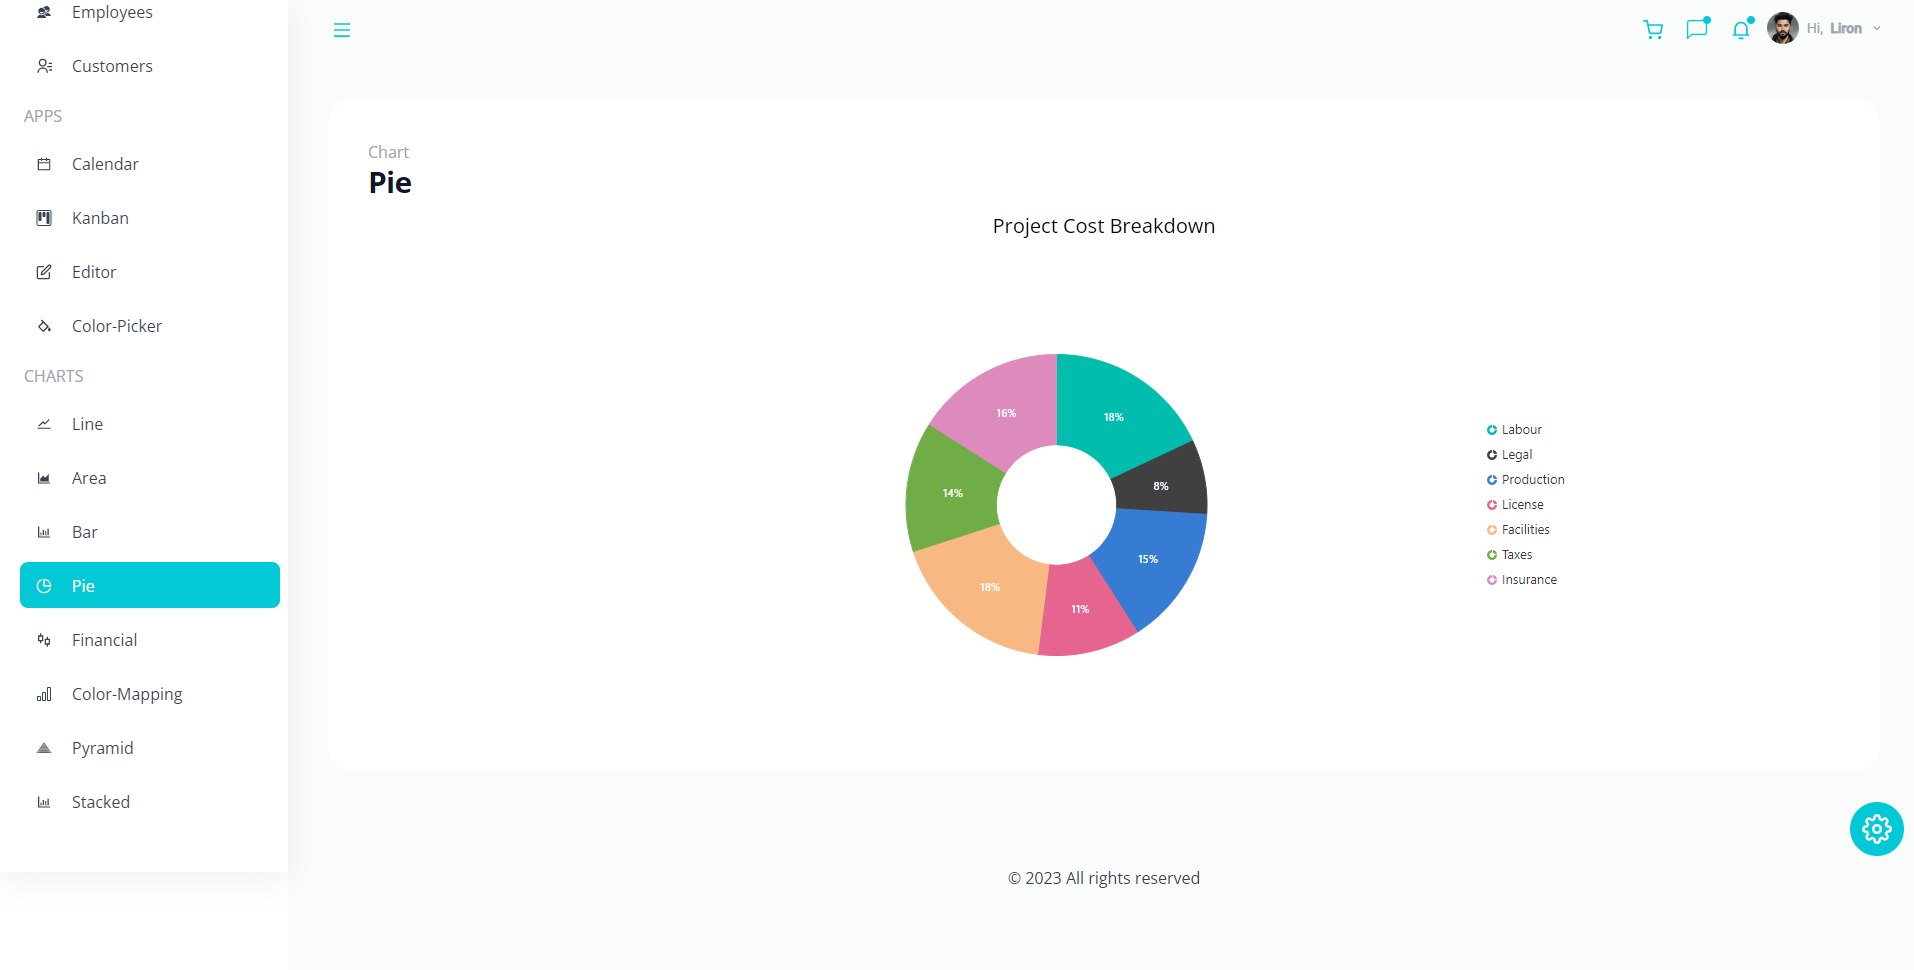 Employees
Customers
APPS
Calendar
Kanban
Editor
Color-Picker
CHARTS
Line
Area
Bar
Pie
Financial
Color-Mapping
Pyramid
Stacked
Hi, Liron
Chart
Pie
Project Cost Breakdown
16%
18%
8%
14%
15%
18%
11%
Labour
Legal
Production
License
Facilities
Taxes
Insurance
© 2023 All rights reserved